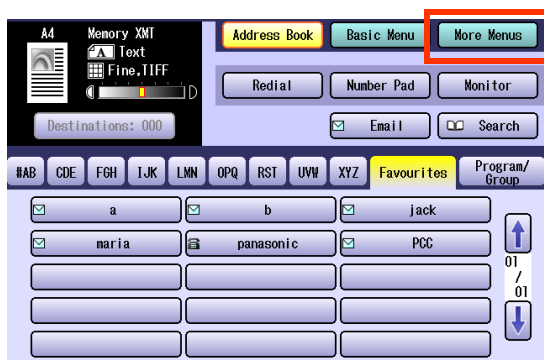 A4 Memory XMT
A Text
Fine,TIFF
Destinations: 000
Address Book Basic Menu More Menus
Redial Number Pad Monitor
Email Search
#AB CDE FGH IJK LMN OPQ RST UVW XYZ Favourites Program/
Group
a b jack
maria panasonic PCC
01
/
01